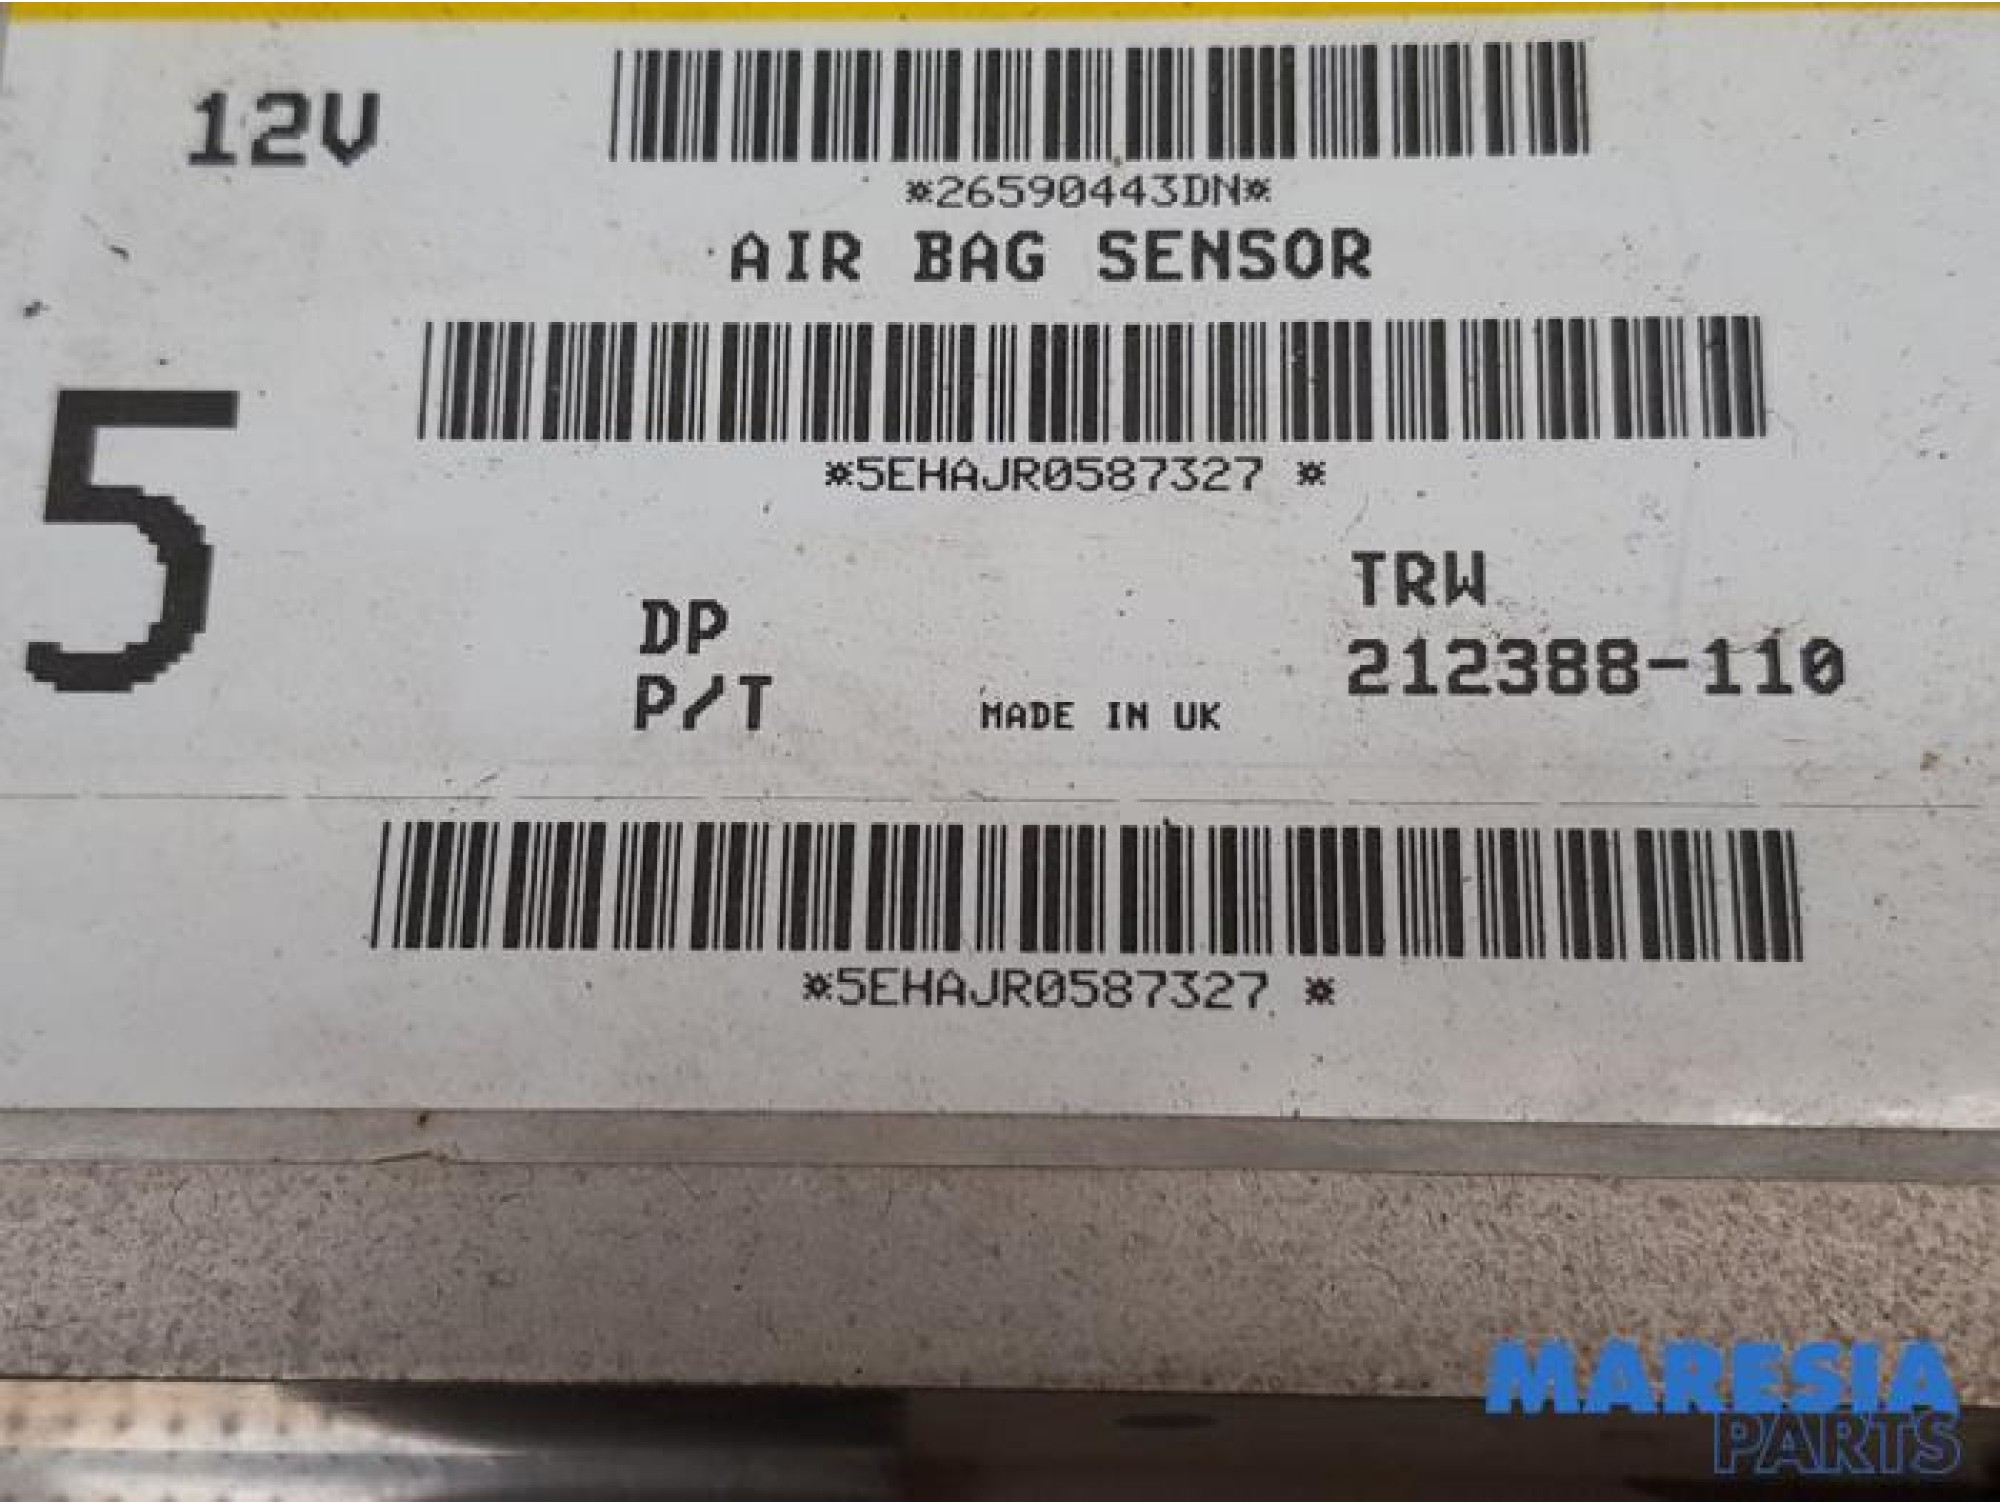 12V
*26590443DN*
AIR BAG SENSOR
*5EHAJR0587327 *
5
TRW
DP
212388-110
P/T
MADE IN UK
*5EHAJR0587327 *
MARESIA
PARTS